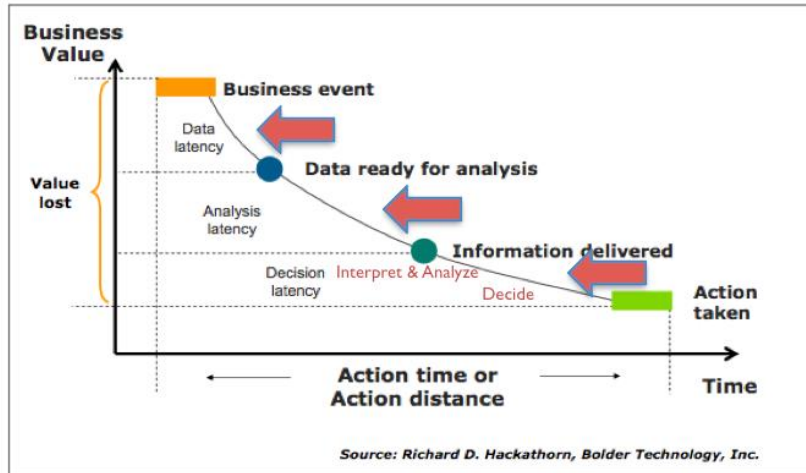 Business
Value
Business event
Data
latency
Data ready for analysis
Value
lost
Analysis
latency
Information delivered
Decision
latency
Interpret & Analyze
Decide
Action
taken
Action time or
Action distance
Time
Source: Richard D. Hackathorn, Bolder Technology, Inc.